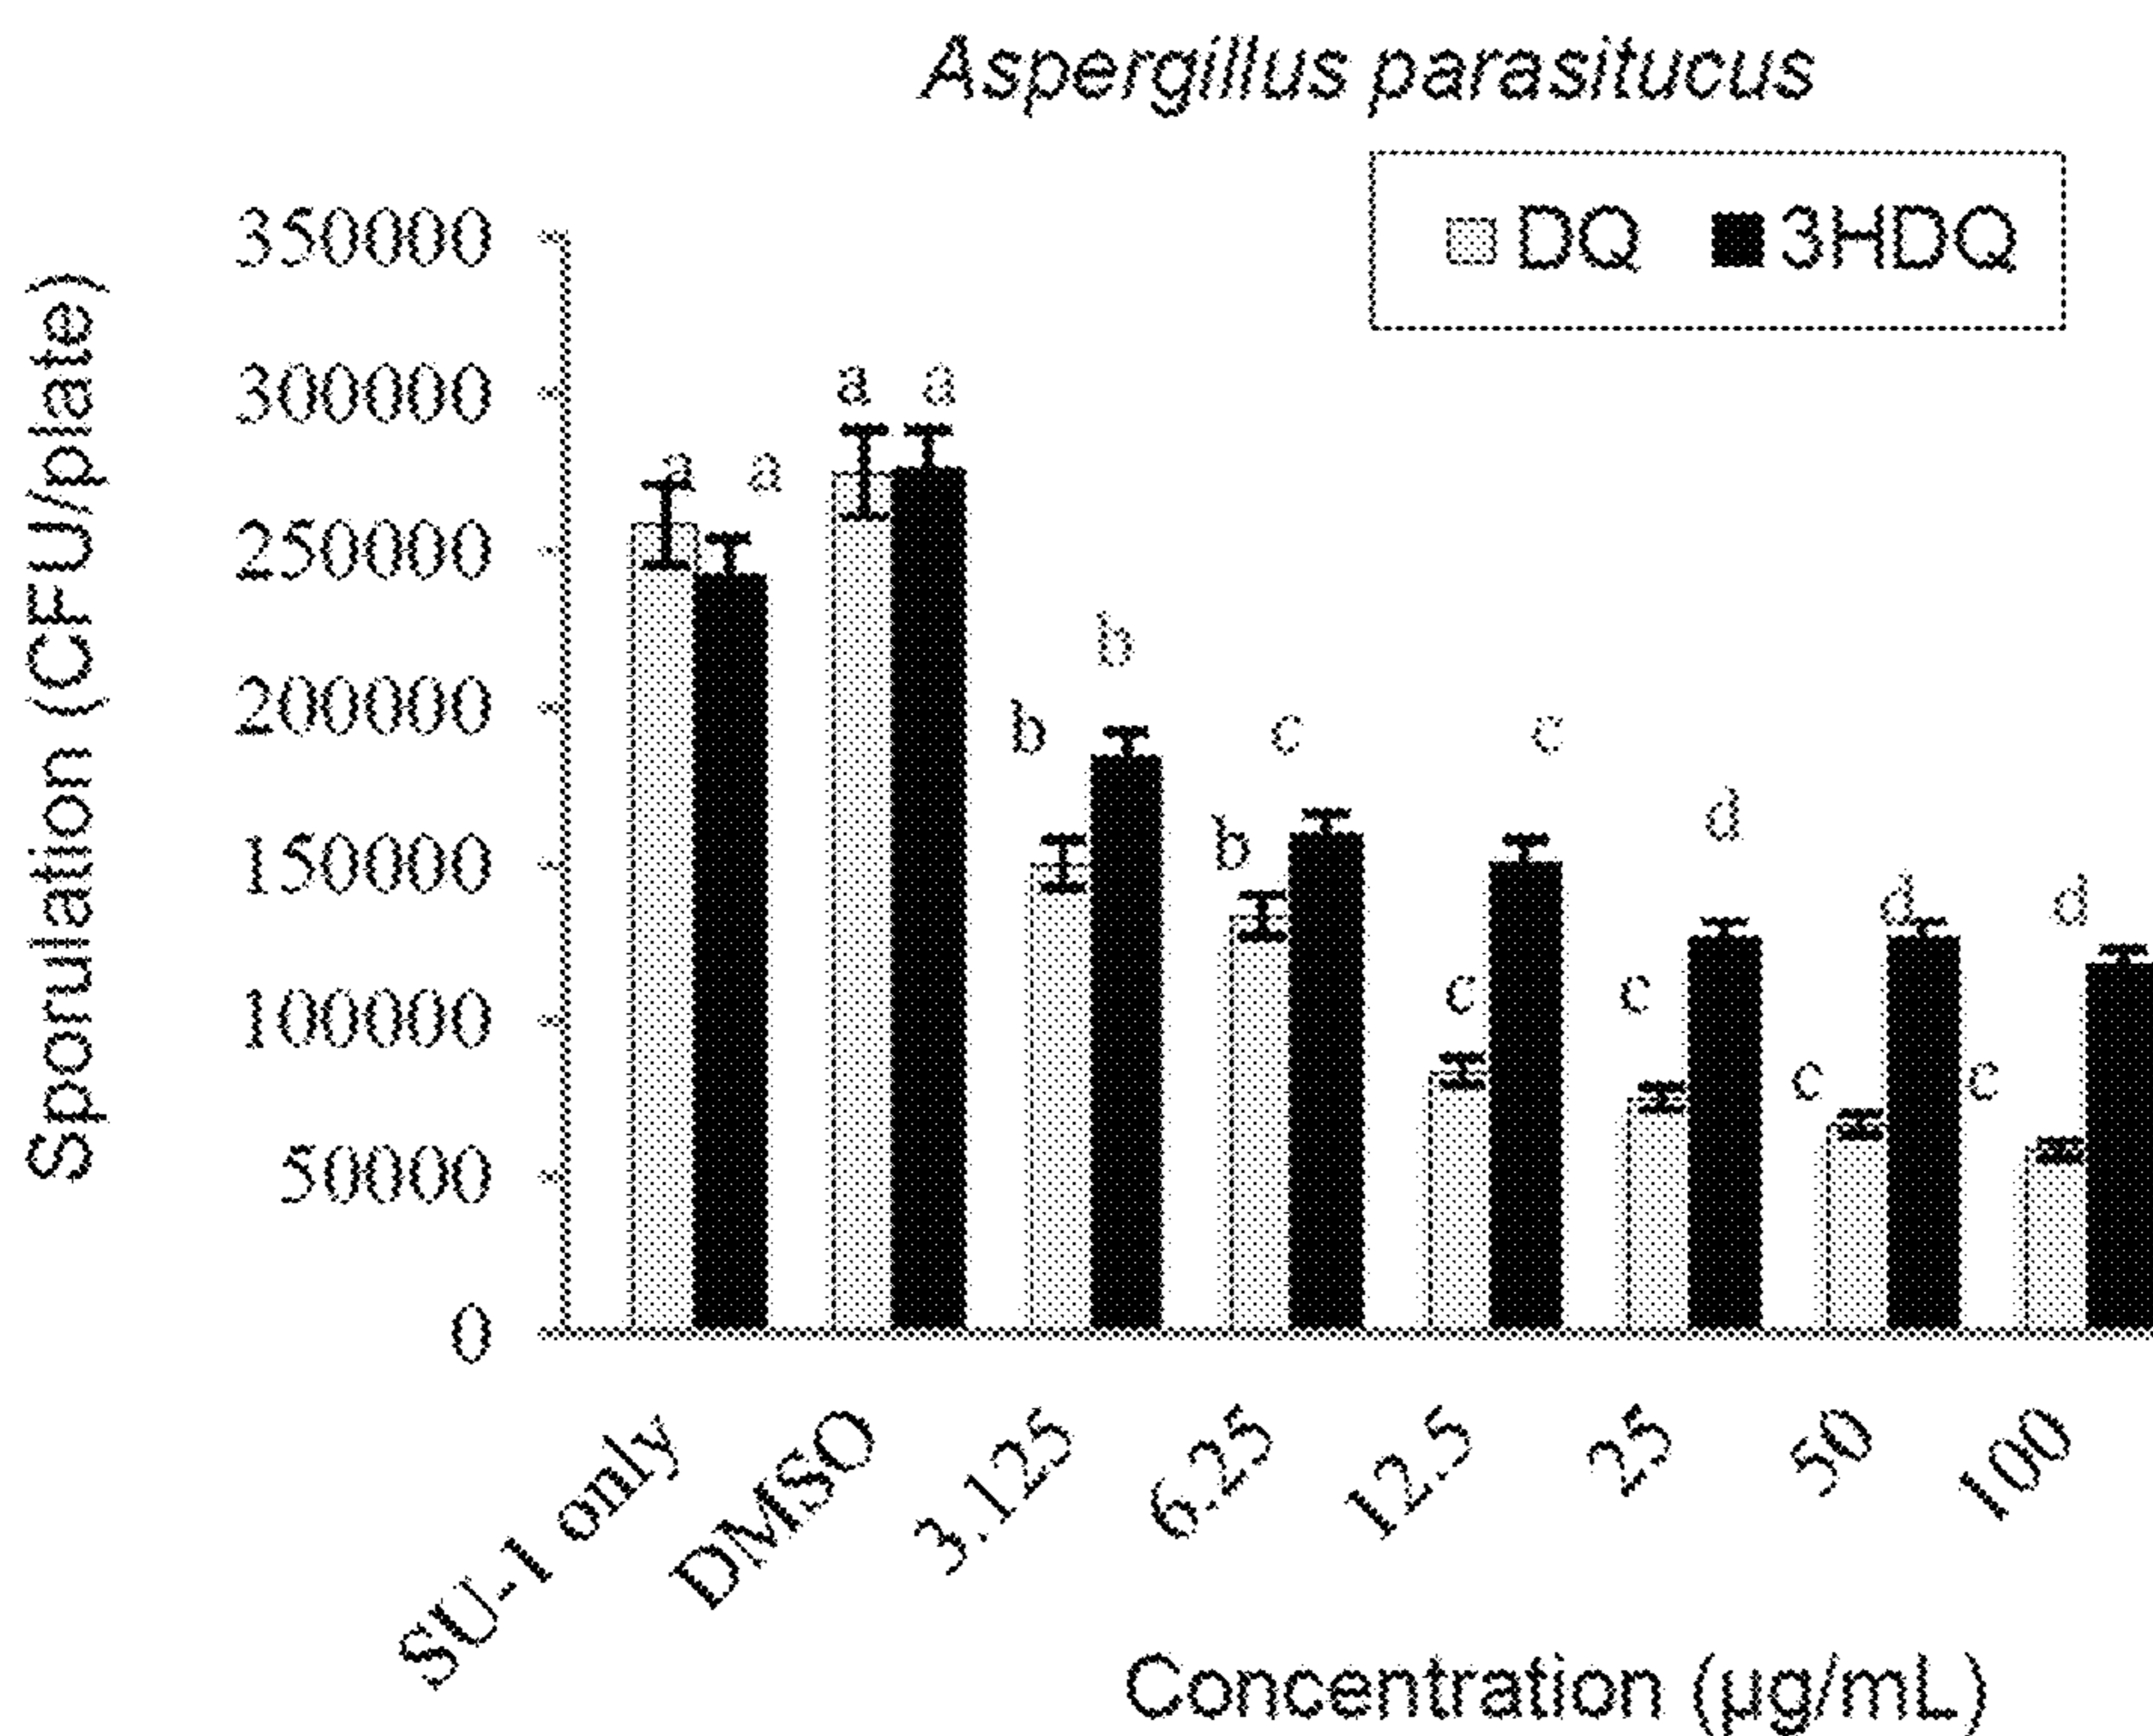 Aspergillus parasitucus
DQ 3HDQ
Sporulation (CFU/plate)
350000
300000
250000
200000
150000
100000
50000
0
a a
a a
b b
b c
c c
c d
c d
c d
SU-1 only
DMSO
3.125
6.25
12.5
25
50
100
Concentration (µg/mL)